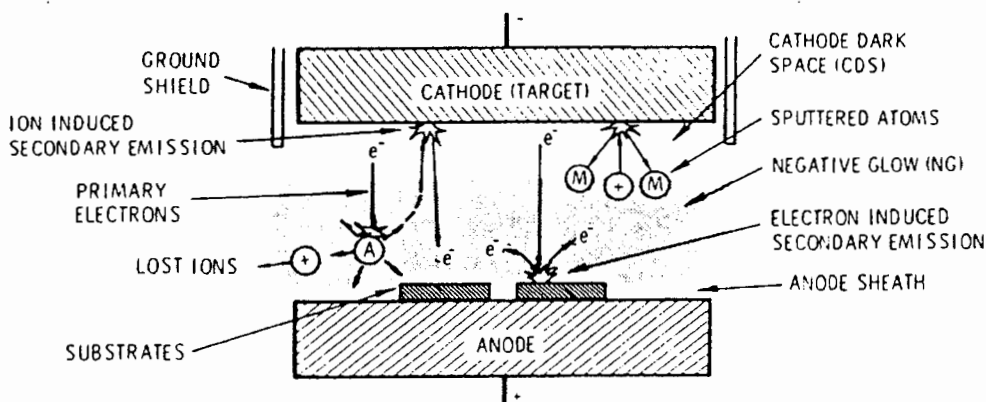 -
GROUND
SHIELD
CATHODE (TARGET)
CATHODE DARK
SPACE (CDS)
ION INDUCED
SECONDARY EMISSION
SPUTTERED ATOMS
e-
e-
M
+
M
NEGATIVE GLOW (NG)
PRIMARY
ELECTRONS
ELECTRON INDUCED
SECONDARY EMISSION
e-
e-
e-
A
+
LOST IONS
ANODE SHEATH
SUBSTRATES
ANODE
+